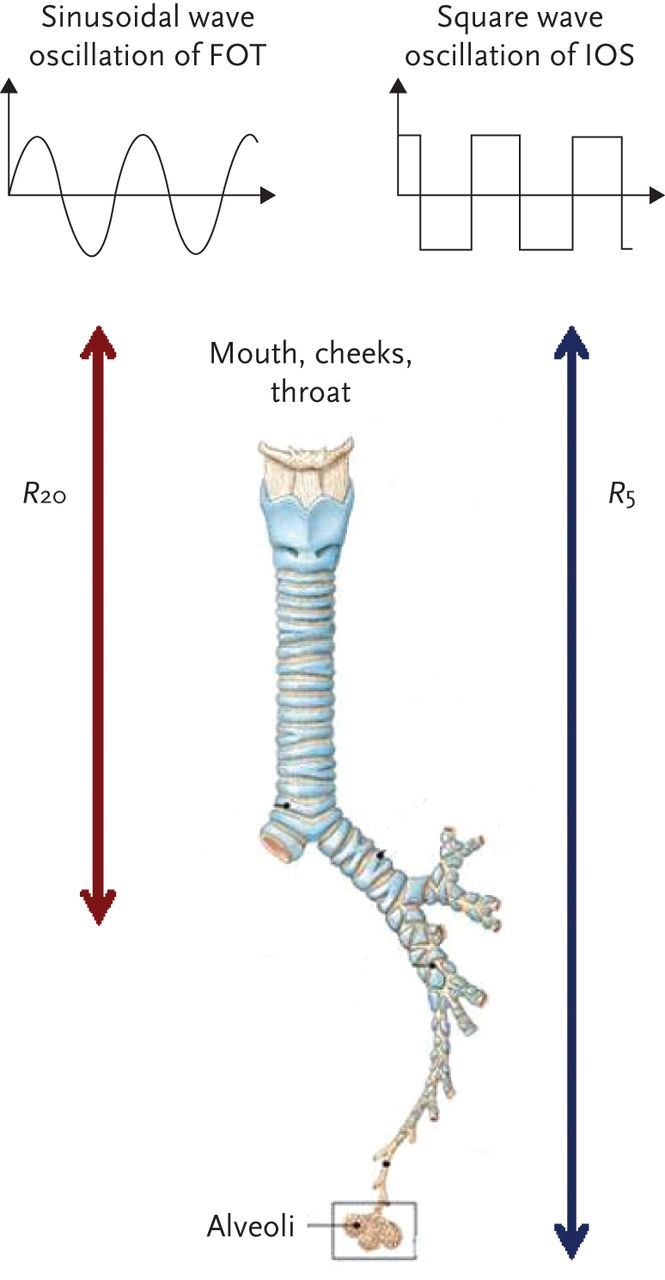 Sinusoidal wave
oscillation of FOT
Square wave
oscillation of IOS
Mouth, cheeks,
throat
R20
R5
Alveoli